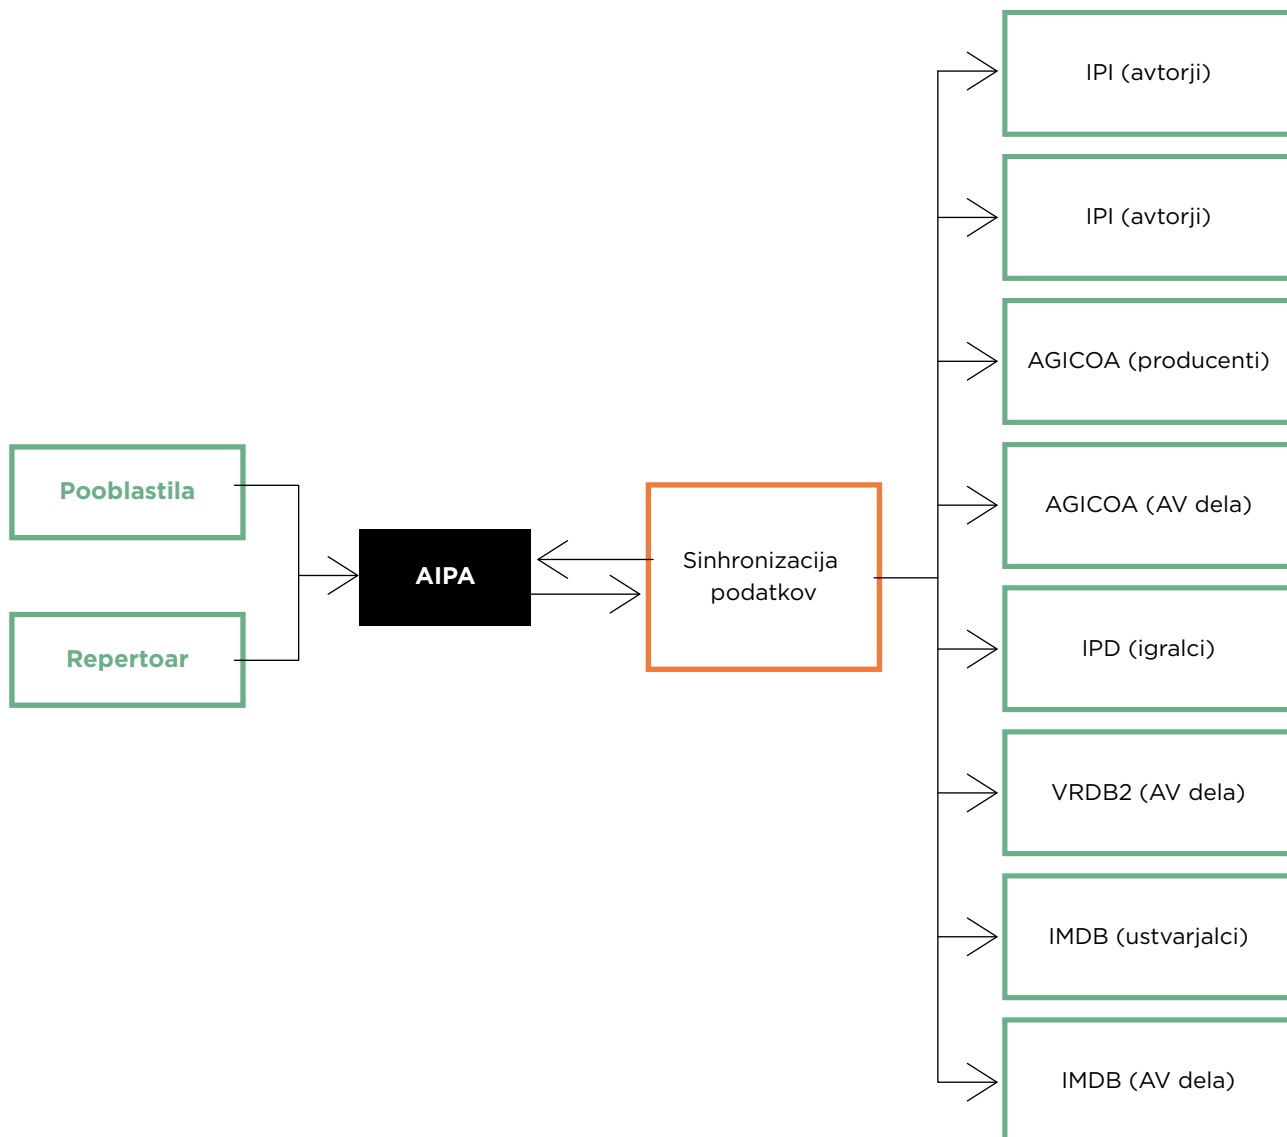 Pooblastila
Repertoar
AIPA
Sinhronizacija
podatkov
IPI (avtorji)
IPI (avtorji)
AGICOA (producenti)
AGICOA (AV dela)
IPD (igralci)
VRDB2 (AV dela)
IMDB (ustvarjalci)
IMDB (AV dela)